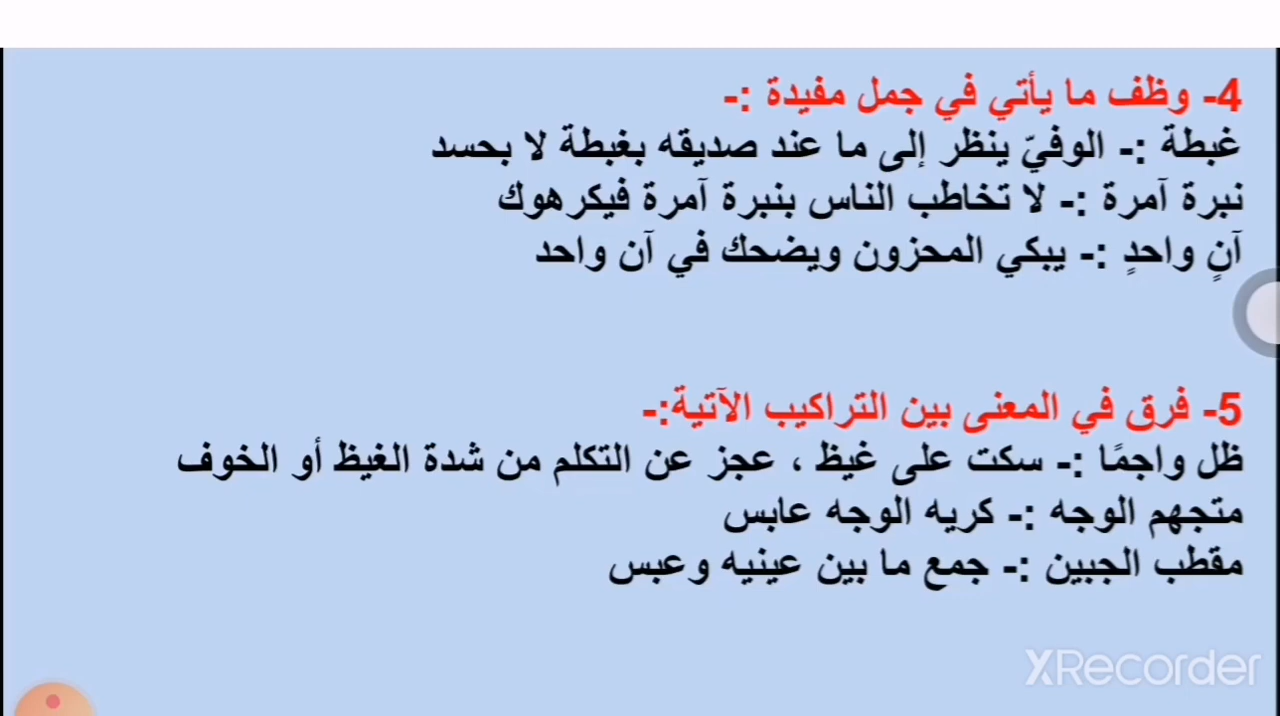 4- وظف ما يأتي في جمل مفيدة :-
غبطة :- الوفيّ ينظر إلى ما عند صديقه بغبطة لا بحسد
نبرة آمرة :- لا تخاطب الناس بنبرة آمرة فيكرهوك
آنٍ واحدٍ :- يبكي المحزون ويضحك في آن واحد
5- فرق في المعنى بين التراكيب الآتية:-
ظل واجمًا :- سكت على غيظ ، عجز عن التكلم من شدة الغيظ أو الخوف
متجهم الوجه :- كريه الوجه عابس
مقطب الجبين :- جمع ما بين عينيه وعبس
XRecorder